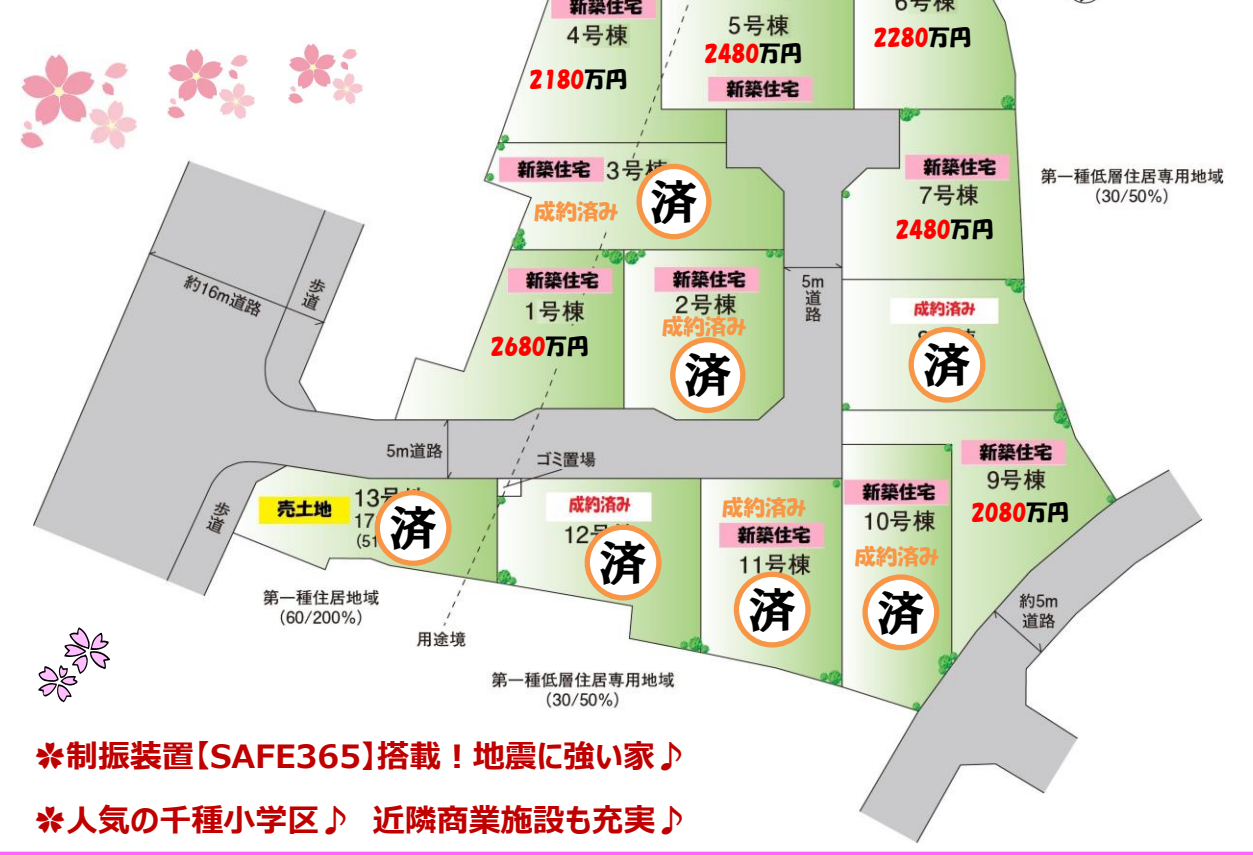 新築住宅
4号棟
2180万円
5号棟
2480万円
新築住宅
6号棟
2280万円
新築住宅 3号
成約済み
済
新築住宅
7号棟
2480万円
第一種低層住居専用地域
(30/50%)
約16m道路
歩道
新築住宅
1号棟
2680万円
新築住宅
2号棟
成約済み
済
5m
道路
成約済み
済
5m道路
ゴミ置場
歩道
売土地 13号
17
(51
済
成約済み
12
済
成約済み
新築住宅
11号棟
済
新築住宅
10号棟
成約済み
済
新築住宅
9号棟
2080万円
約5m
道路
第一種住居地域
(60/200%)
用途境
第一種低層住居専用地域
(30/50%)
✽制振装置【SAFE365】搭載！地震に強い家♪
✽人気の千種小学区♪ 近隣商業施設も充実♪